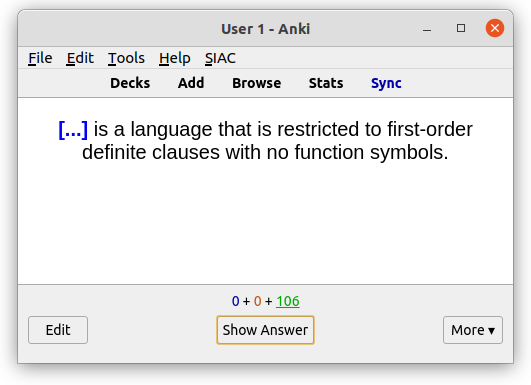 User 1 - Anki
File Edit Tools Help SIAC
Decks Add Browse Stats Sync
[...] is a language that is restricted to first-order
definite clauses with no function symbols.
0 + 0 + 106
Edit Show Answer More ▾